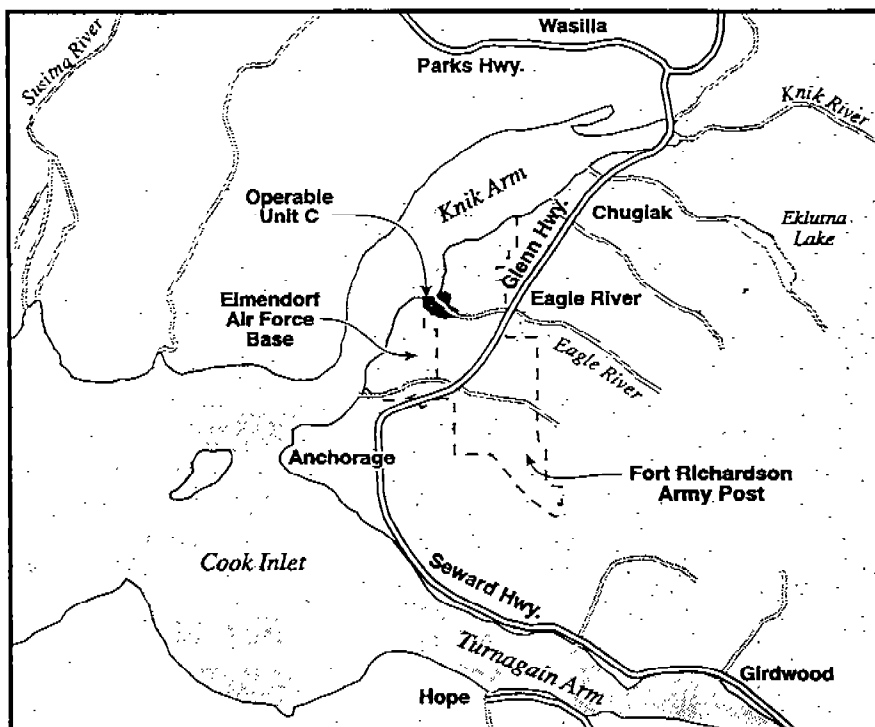 Wasilla
Parks Hwy.
Susitna River
Knik River
Knik Arm
Operable
Unit C
Glenn Hwy.
Chugiak
Eklutna
Lake
Elmendorf
Air Force
Base
Eagle River
Eagle River
Anchorage
Fort Richardson
Army Post
Cook Inlet
Seward Hwy.
Turnagain Arm
Girdwood
Hope